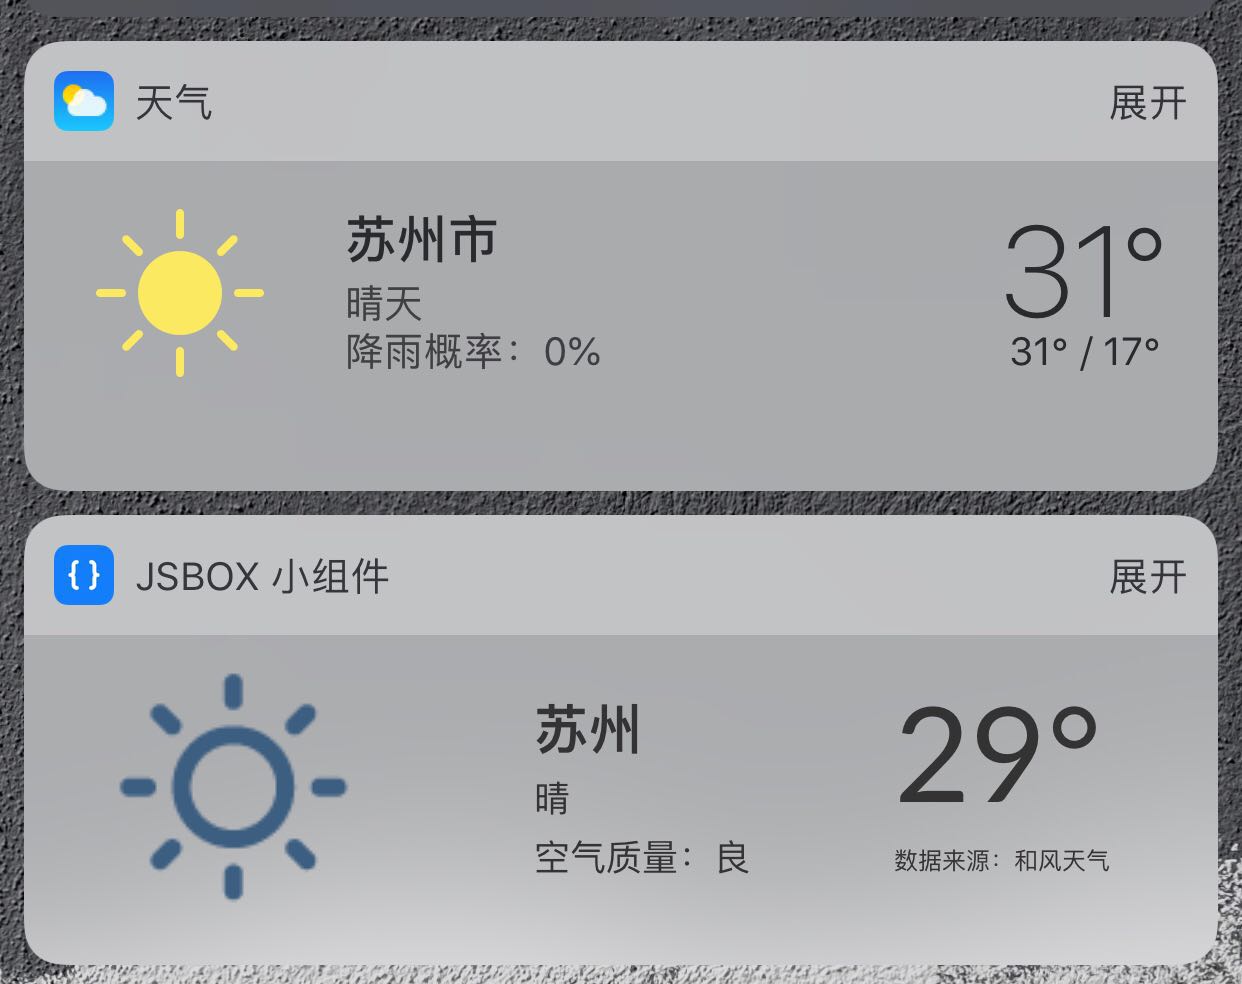 天气
展开
苏州市
晴天
降雨概率：0%
31°
31° / 17°
JSBOX 小组件
展开
苏州
晴
空气质量：良
29°
数据来源：和风天气